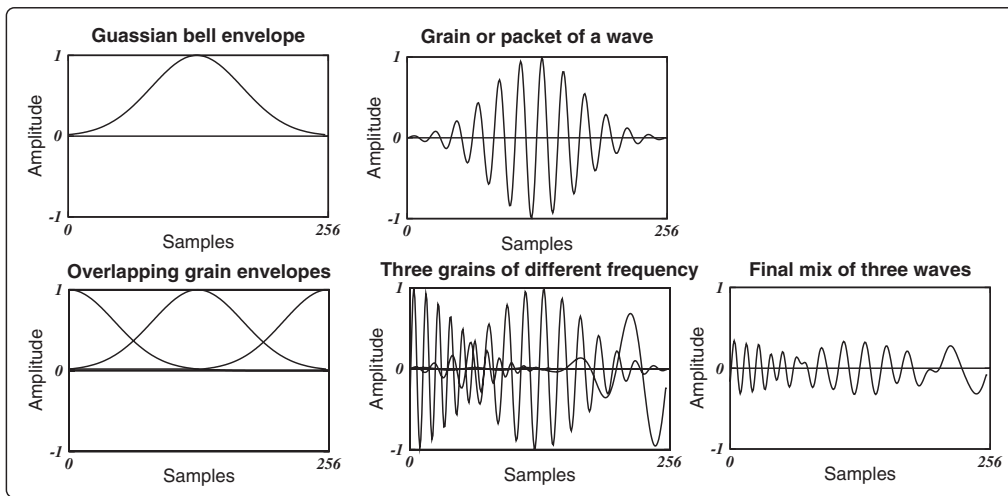 Guassian bell envelope
1
0
-1
Amplitude
0
256
Samples
Grain or packet of a wave
1
0
-1
Amplitude
0
256
Samples
Overlapping grain envelopes
1
0
-1
Amplitude
0
256
Samples
Three grains of different frequency
1
0
-1
Amplitude
0
256
Samples
Final mix of three waves
1
0
-1
Amplitude
0
256
Samples